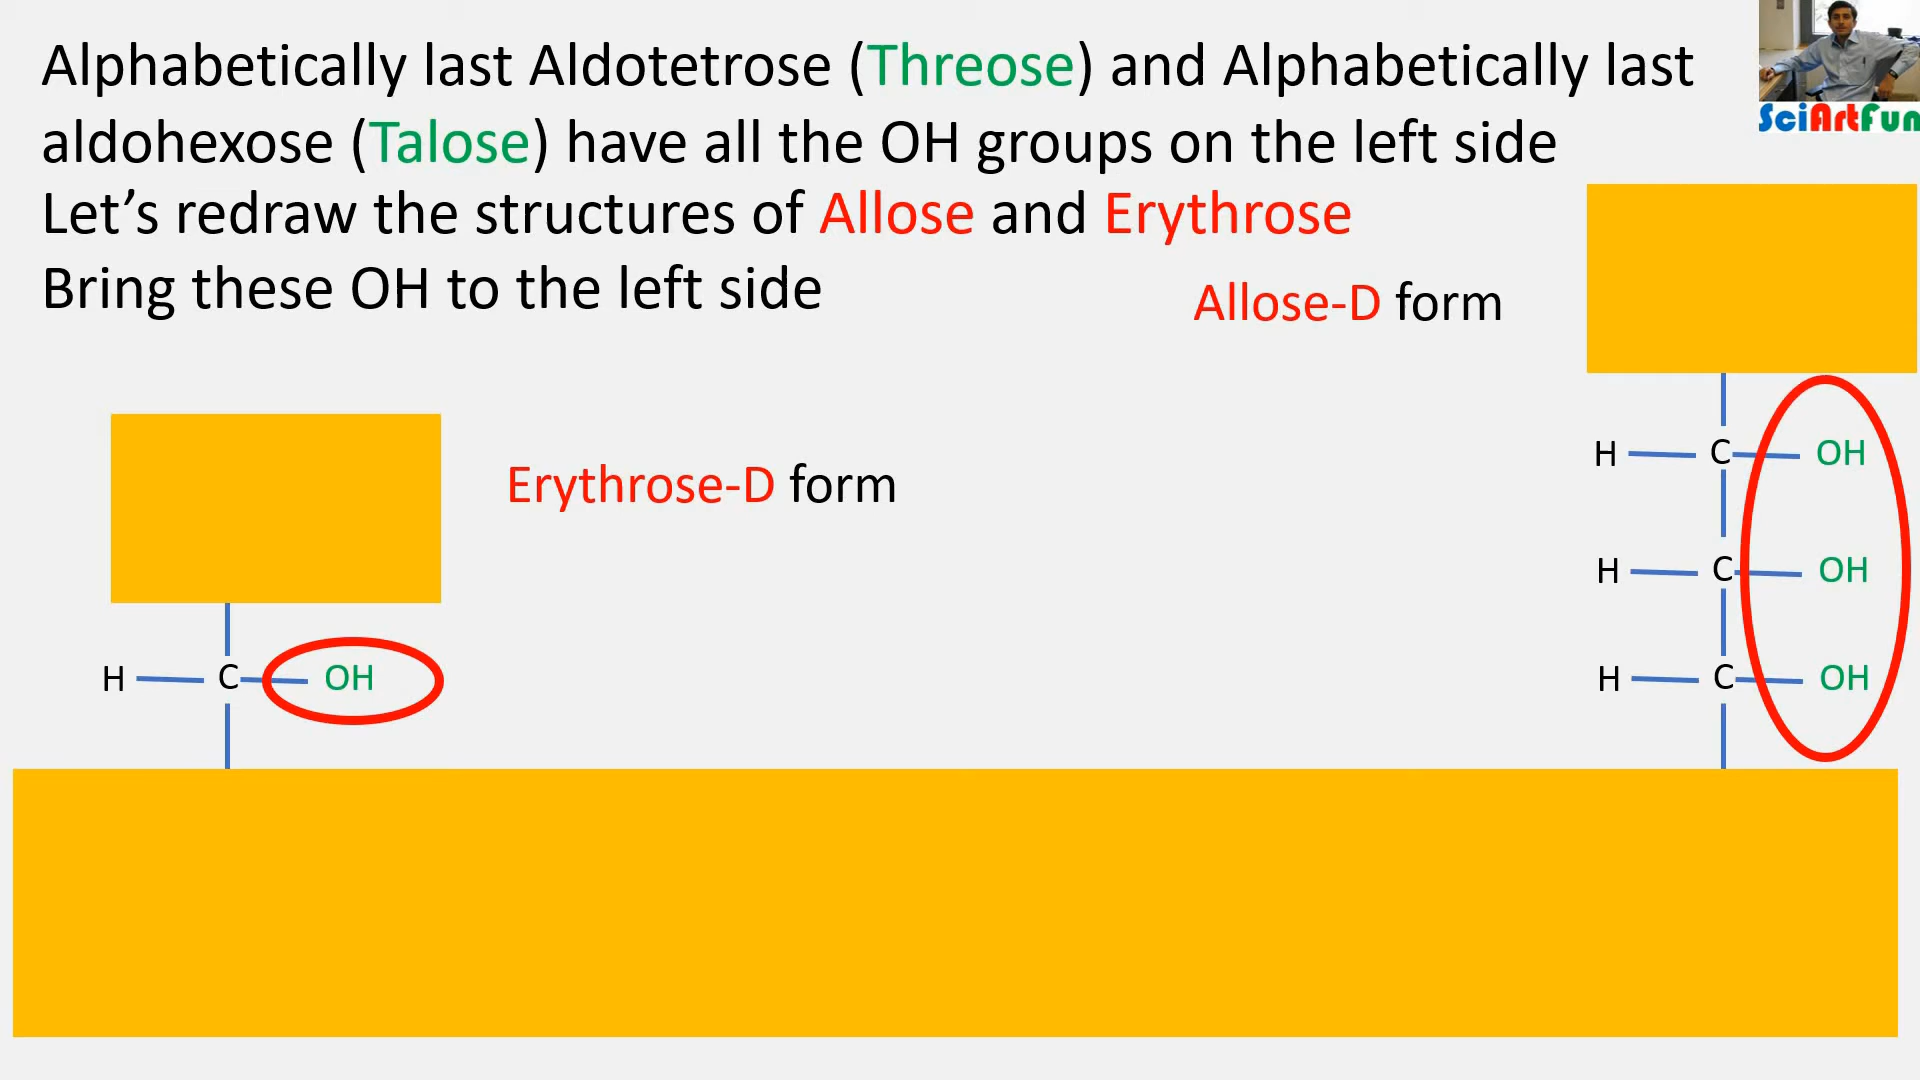 Alphabetically last Aldotetrose (Threose) and Alphabetically last
aldohexose (Talose) have all the OH groups on the left side
Let’s redraw the structures of Allose and Erythrose
Bring these OH to the left side
SciArtFun
Allose-D form
Erythrose-D form
H C OH
H C OH
H C OH
H C OH